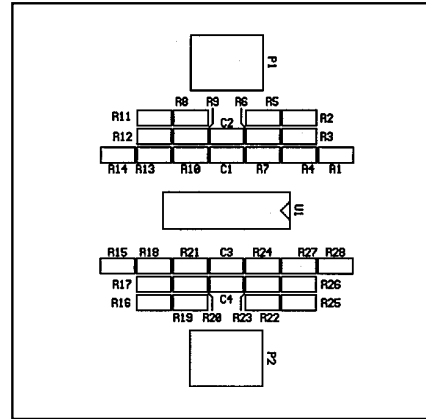 P1
R8 R9 R6 R5
R11 C2 R2
R12 R3
R14 R13 R10 C1 R7 R4 R1
U1
R15 R18 R21 C3 R24 R27 R28
R17 R26
R16 C4 R25
R19 R20 R23 R22
P2